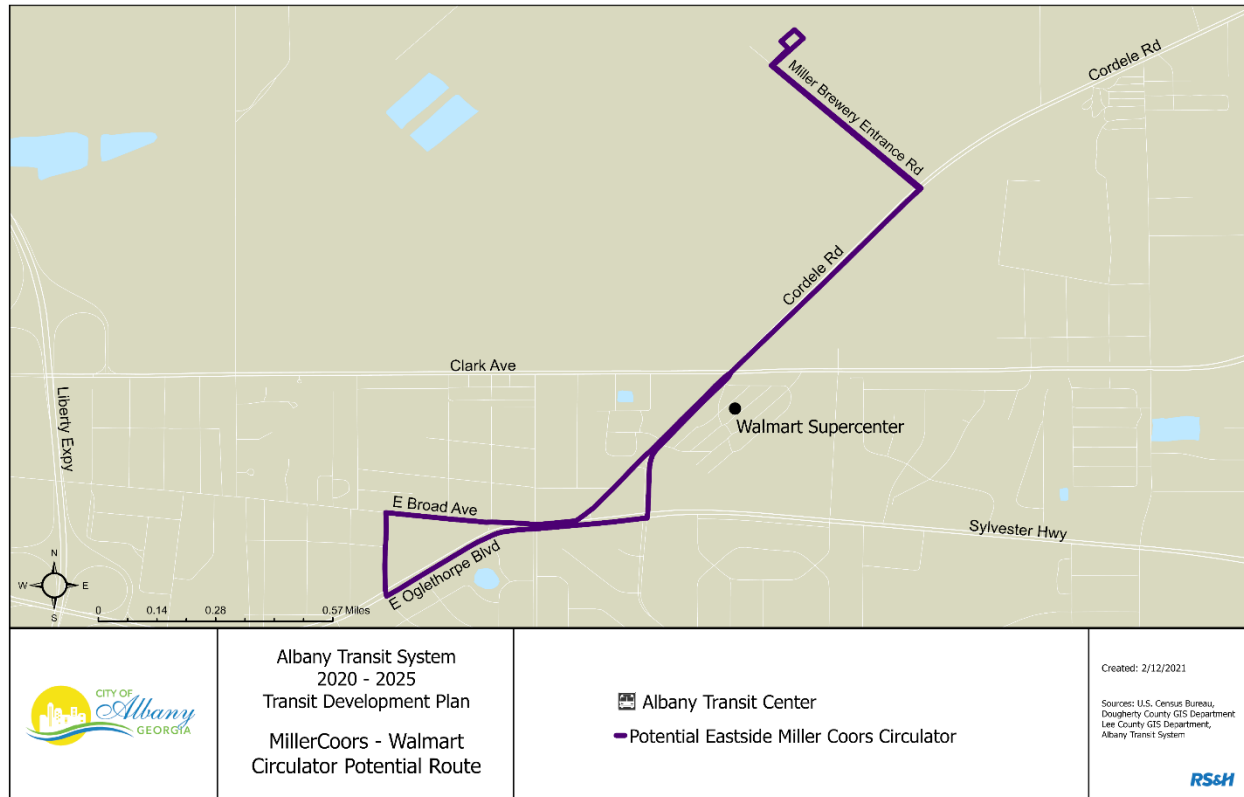 Cordele Rd
Miller Brewery Entrance Rd
Cordele Rd
Clark Ave
Liberty Expy
Walmart Supercenter
E Broad Ave
Sylvester Hwy
E Oglethorpe Blvd
N
W
E
S
0 0.14 0.28 0.57 Miles
CITY OF
Albany
GEORGIA
Albany Transit System
2020 - 2025
Transit Development Plan
MillerCoors - Walmart
Circulator Potential Route
Albany Transit Center
Potential Eastside Miller Coors Circulator
Created: 2/12/2021
Sources: U.S. Census Bureau,
Dougherty County GIS Department
Lee County GIS Department,
Albany Transit System
RS&H